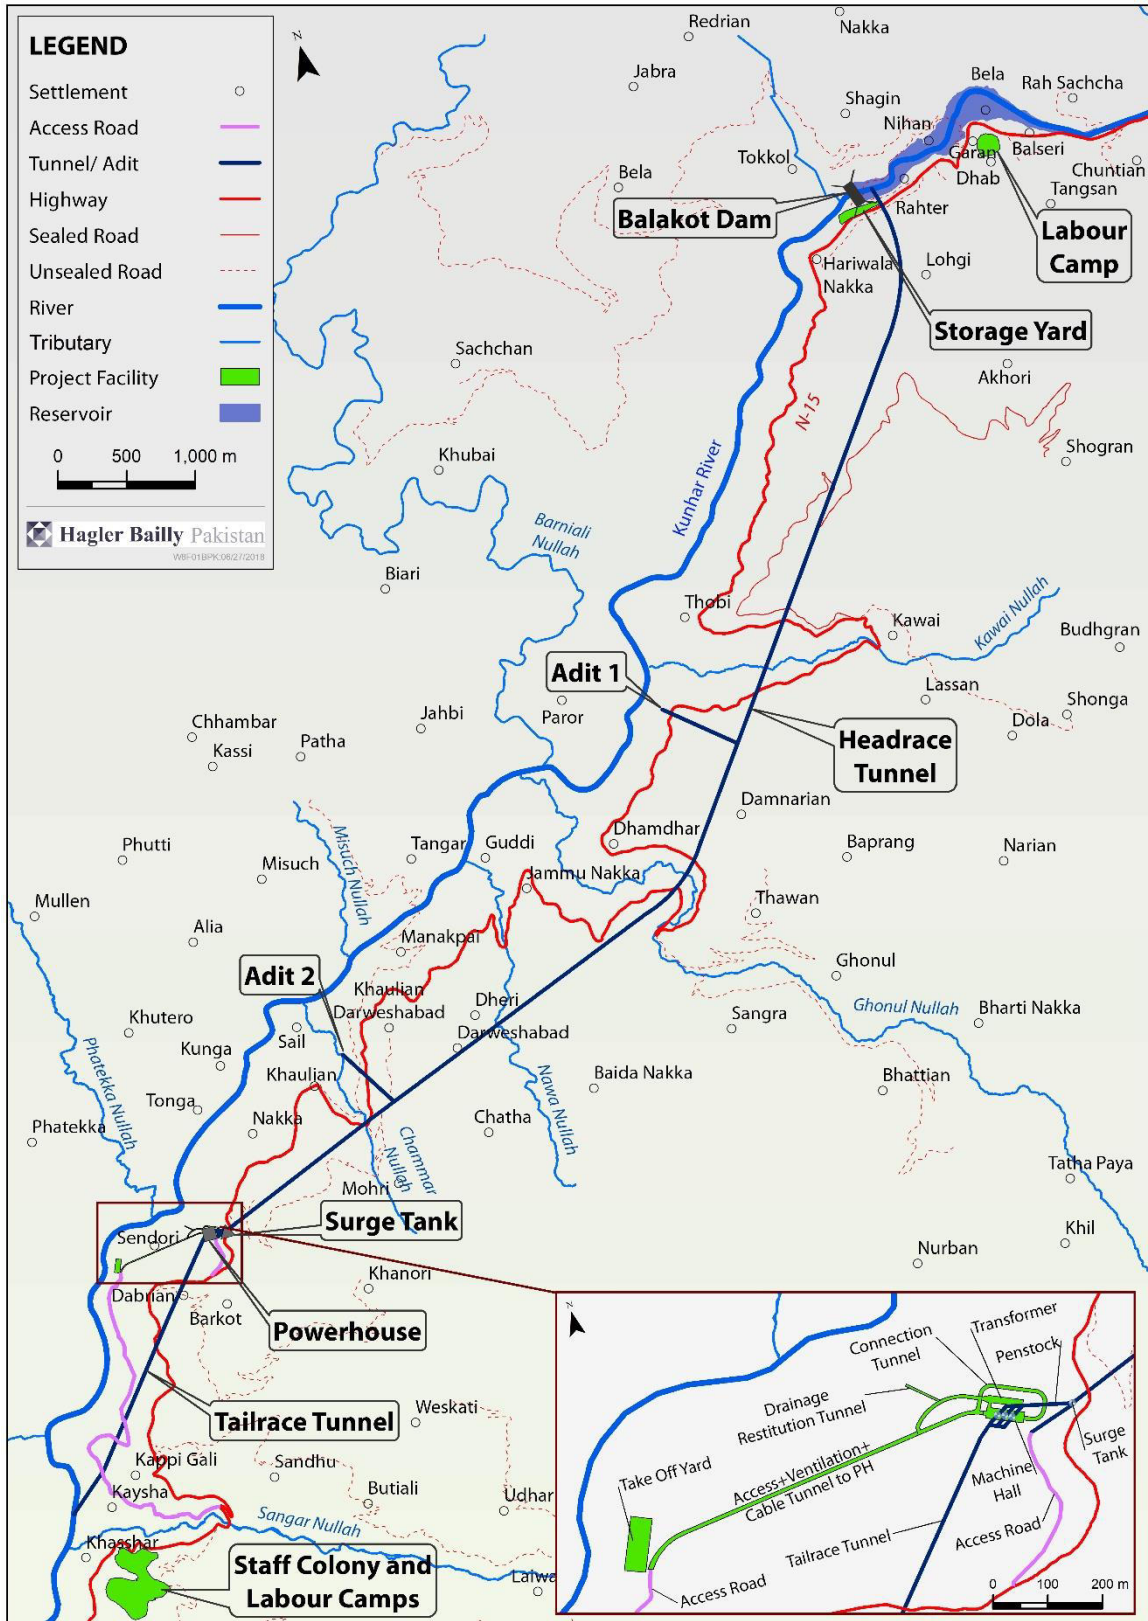 LEGEND
Settlement
Access Road
Tunnel/ Adit
Highway
Sealed Road
Unsealed Road
River
Tributary
Project Facility
Reservoir
0 500 1,000 m
Hagler Bailly Pakistan
W8F01BPK:06/27/2018
N
Redrian
Nakka
Jabra
Bela
Rah Sachcha
Shagin
Nihan
Tokkol
Garan
Balseri
Dhab
Chuntian
Bela
Tangsan
Balakot Dam
Rahter
Labour
Camp
Hariwala
Nakka
Lohgi
Storage Yard
Sachchan
Akhori
N-15
Khubai
Shogran
Kunhar River
Barniali
Nullah
Biari
Thobi
Kawai
Kawai Nullah
Budhgran
Adit 1
Lassan
Shonga
Paror
Jahbi
Dola
Chhambar
Kassi
Patha
Headrace
Tunnel
Damnarian
Misuch Nullah
Dhamdhar
Phutti
Tangar
Guddi
Baprang
Narian
Misuch
Jammu Nakka
Mullen
Thawan
Alia
Manakpai
Adit 2
Ghonul
Khaulian
Darweshabad
Dheri
Ghonul Nullah
Bharti Nakka
Khutero
Sail
Darweshabad
Sangra
Phatekka Nullah
Kunga
Khaulian
Baida Nakka
Bhattian
Nawa Nullah
Tonga
Nakka
Chatha
Phatekka
Chammar
Nullah
Mohri
Tatha Paya
Surge Tank
Sendori
Khil
Nurban
Khanori
Dabrian
Barkot
Powerhouse
Tailrace Tunnel
Weskati
Kappi Gali
Sandhu
Kaysha
Butiali
Udhar
Sangar Nullah
Khasshar
Staff Colony and
Labour Camps
Lalwa
N
Transformer
Connection
Tunnel
Penstock
Drainage
Restitution Tunnel
Surge
Tank
Take Off Yard
Access+Ventilation+
Cable Tunnel to PH
Machine
Hall
Tailrace Tunnel
Access Road
Access Road
0 100 200 m